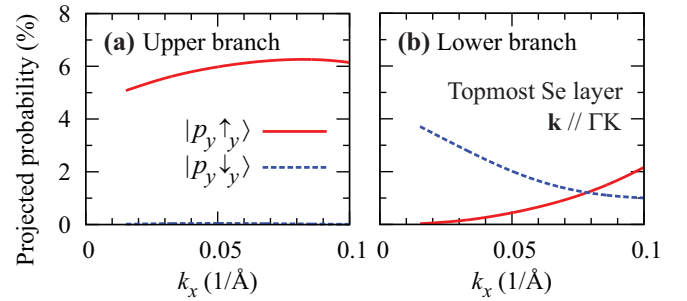 Projected probability (%)
8
6
4
2
0
(a) Upper branch
|p_y ↑_y⟩
|p_y ↓_y⟩
0
0.05
0.1
k_x (1/Å)
(b) Lower branch
Topmost Se layer
k // ΓK
0
0.05
0.1
k_x (1/Å)